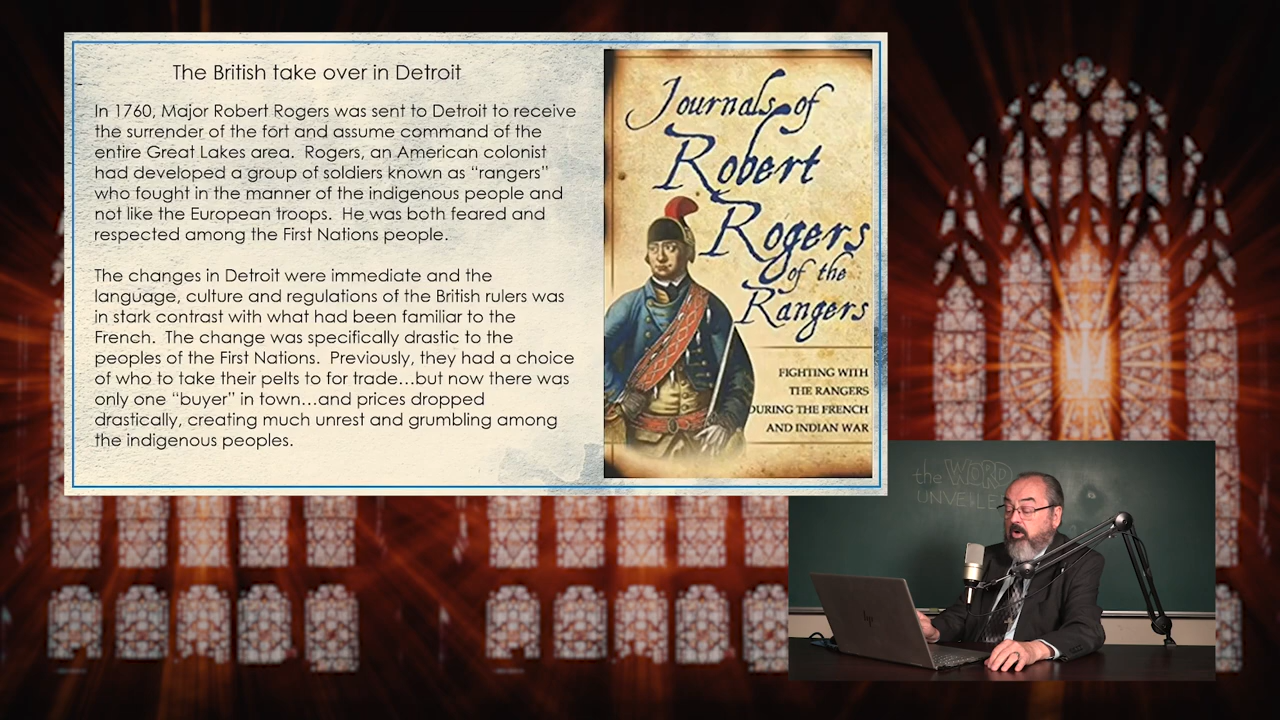 The British take over in Detroit
In 1760, Major Robert Rogers was sent to Detroit to receive
the surrender of the fort and assume command of the
entire Great Lakes area.  Rogers, an American colonist
had developed a group of soldiers known as “rangers”
who fought in the manner of the indigenous people and
not like the European troops.  He was both feared and
respected among the First Nations people.
The changes in Detroit were immediate and the
language, culture and regulations of the British rulers was
in stark contrast with what had been familiar to the
French.  The change was specifically drastic to the
peoples of the First Nations.  Previously, they had a choice
of who to take their pelts to for trade…but now there was
only one “buyer” in town…and prices dropped
drastically, creating much unrest and grumbling among
the indigenous peoples.
Journals of
Robert
Rogers
of the
Rangers
FIGHTING WITH
THE RANGERS
DURING THE FRENCH
AND INDIAN WAR
the WORD
UNVEILE
hp